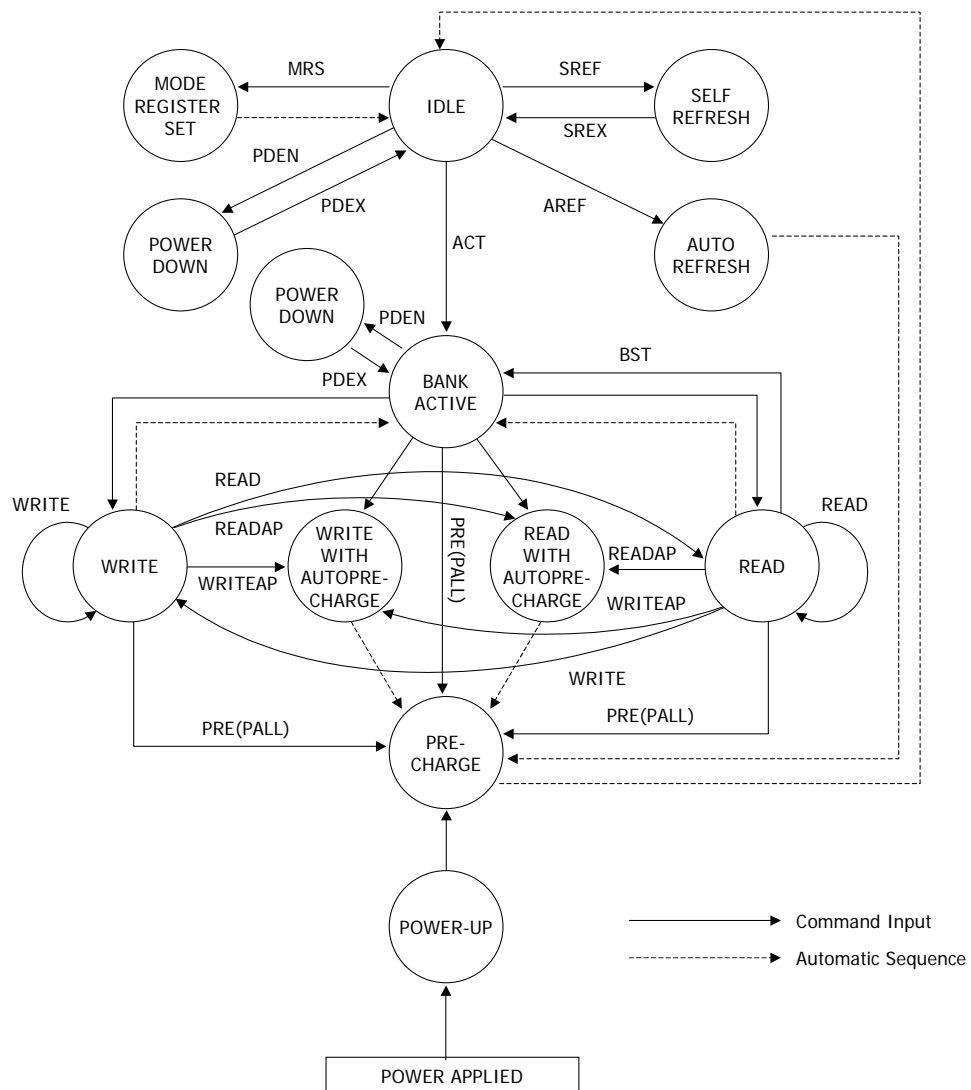 MRS
SREF
MODE
REGISTER
SET
IDLE
SELF
REFRESH
SREX
PDEN
PDEX
AREF
POWER
DOWN
ACT
AUTO
REFRESH
POWER
DOWN
PDEN
PDEX
BST
BANK
ACTIVE
READ
WRITE
READ
READAP
WRITE
WRITEAP
WRITE
WITH
AUTOPRE-
CHARGE
PRE(PALL)
READ
WITH
AUTOPRE-
CHARGE
READAP
WRITEAP
READ
WRITE
PRE(PALL)
PRE(PALL)
PRE-
CHARGE
POWER-UP
Command Input
Automatic Sequence
POWER APPLIED